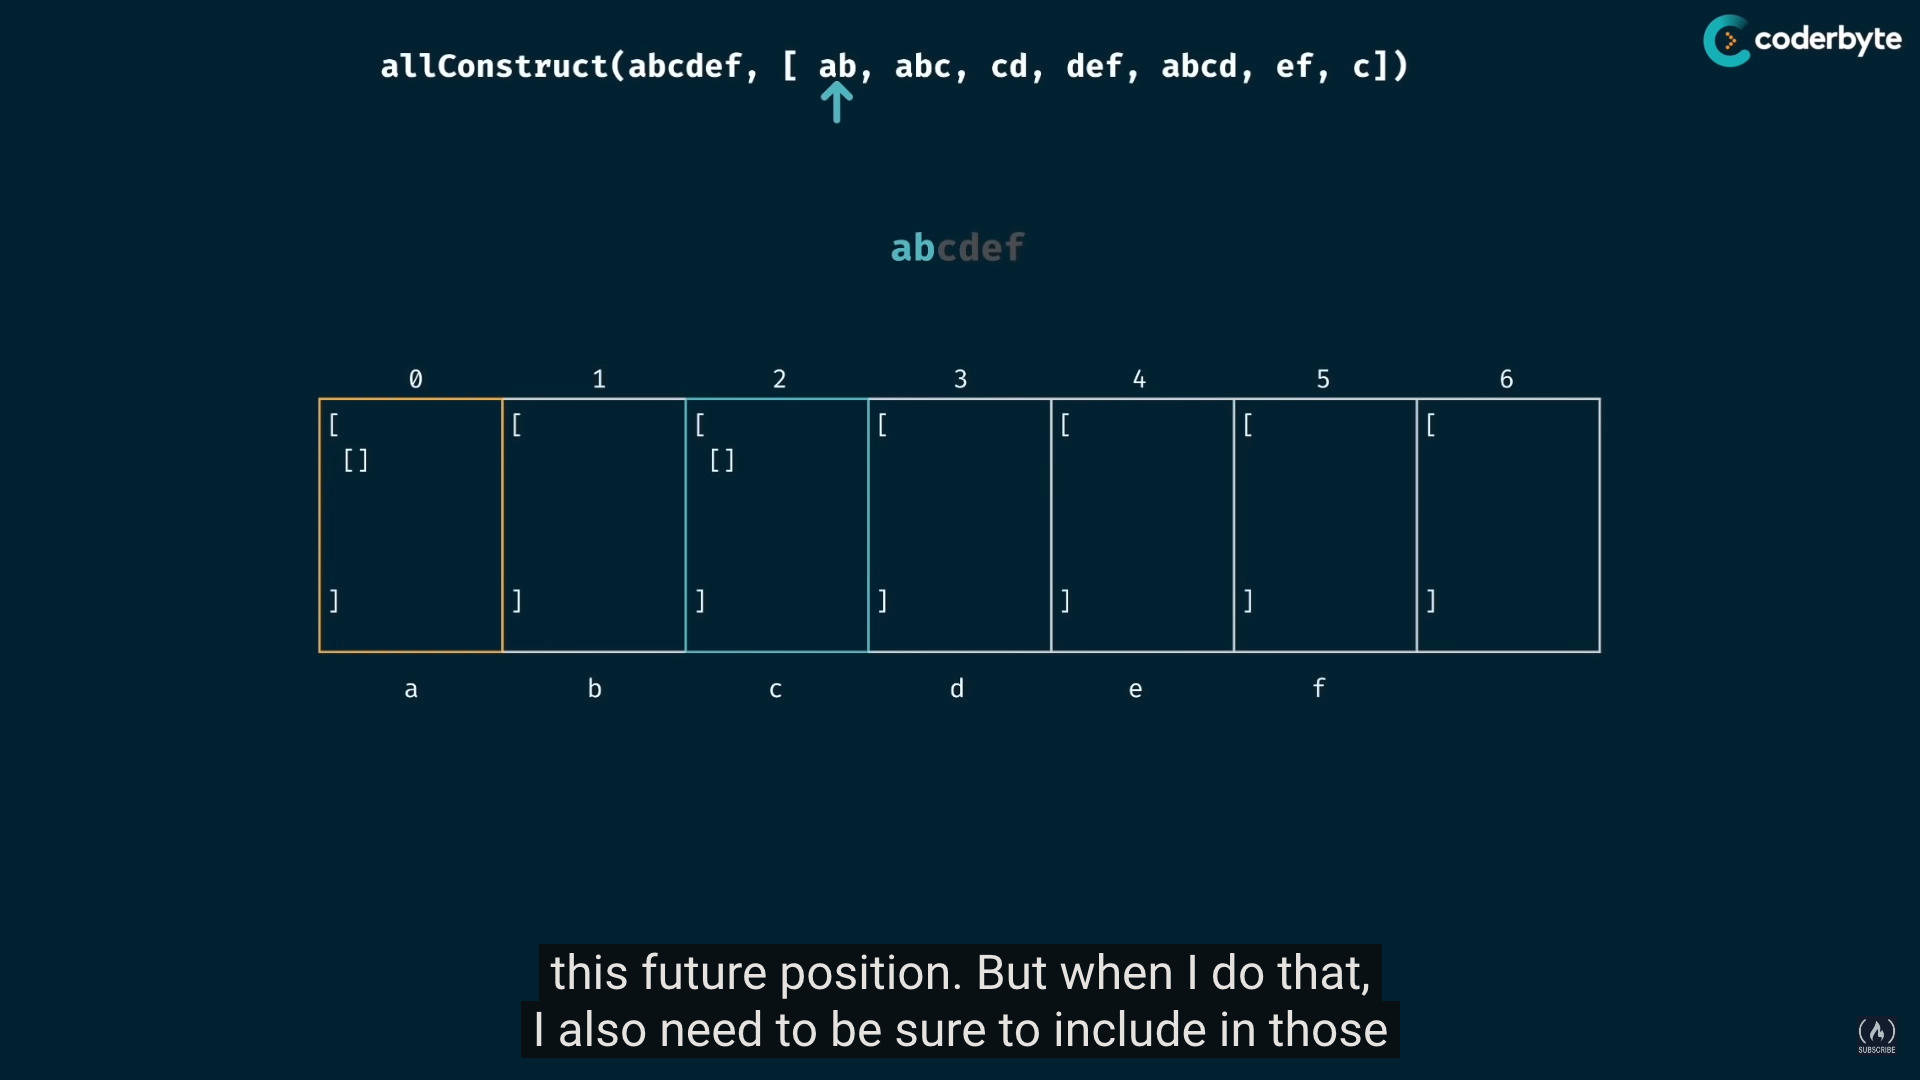 coderbyte
allConstruct(abcdef, [ ab, abc, cd, def, abcd, ef, c])
abcdef
0 1 2 3 4 5 6
[ [ [ [ [ [ [
[] []
] ] ] ] ] ] ]
a b c d e f
this future position. But when I do that,
I also need to be sure to include in those
SUBSCRIBE